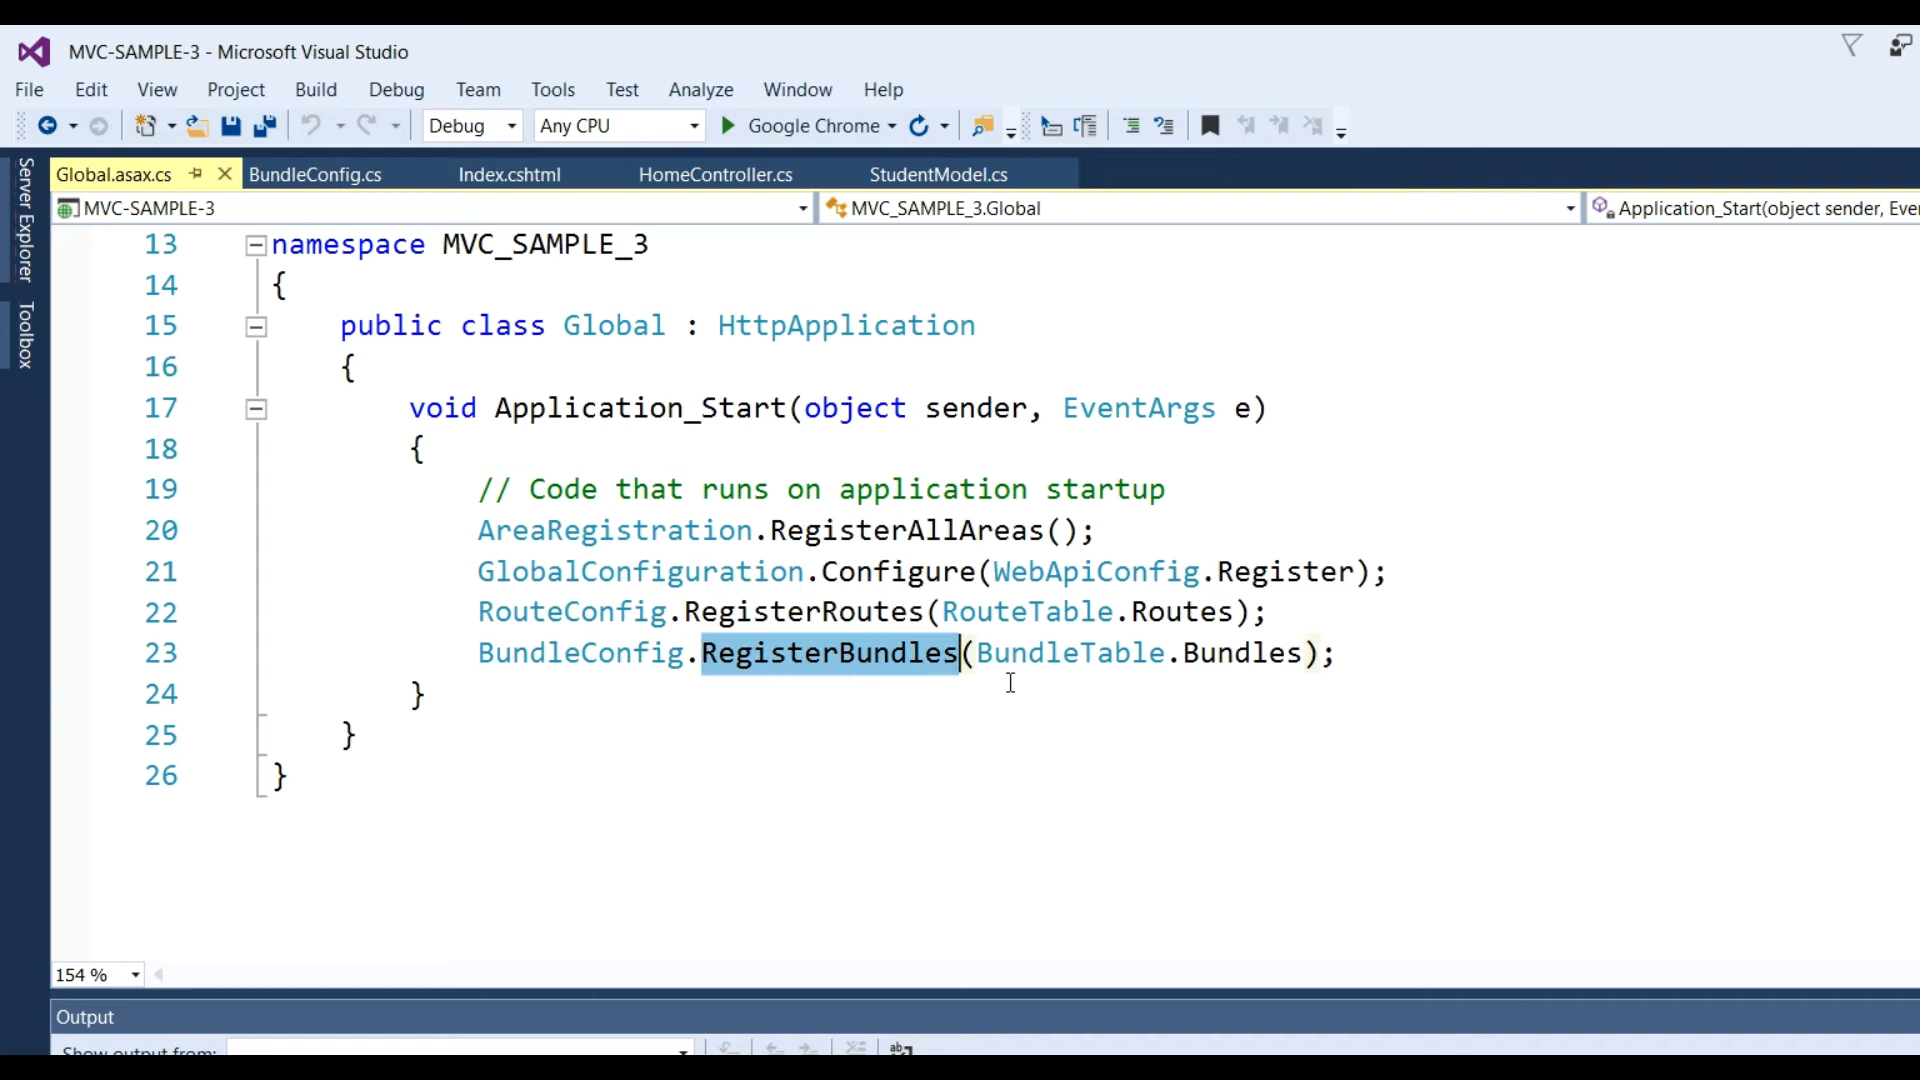 MVC-SAMPLE-3 - Microsoft Visual Studio
File Edit View Project Build Debug Team Tools Test Analyze Window Help
Debug Any CPU Google Chrome
Server Explorer
Toolbox
Global.asax.cs BundleConfig.cs Index.cshtml HomeController.cs StudentModel.cs
MVC-SAMPLE-3 MVC_SAMPLE_3.Global Application_Start(object sender, Eve
13 namespace MVC_SAMPLE_3
14 {
15 public class Global : HttpApplication
16 {
17 void Application_Start(object sender, EventArgs e)
18 {
19 // Code that runs on application startup
20 AreaRegistration.RegisterAllAreas();
21 GlobalConfiguration.Configure(WebApiConfig.Register);
22 RouteConfig.RegisterRoutes(RouteTable.Routes);
23 BundleConfig.RegisterBundles(BundleTable.Bundles);
24 }
25 }
26 }
154 %
Output
Show output from: